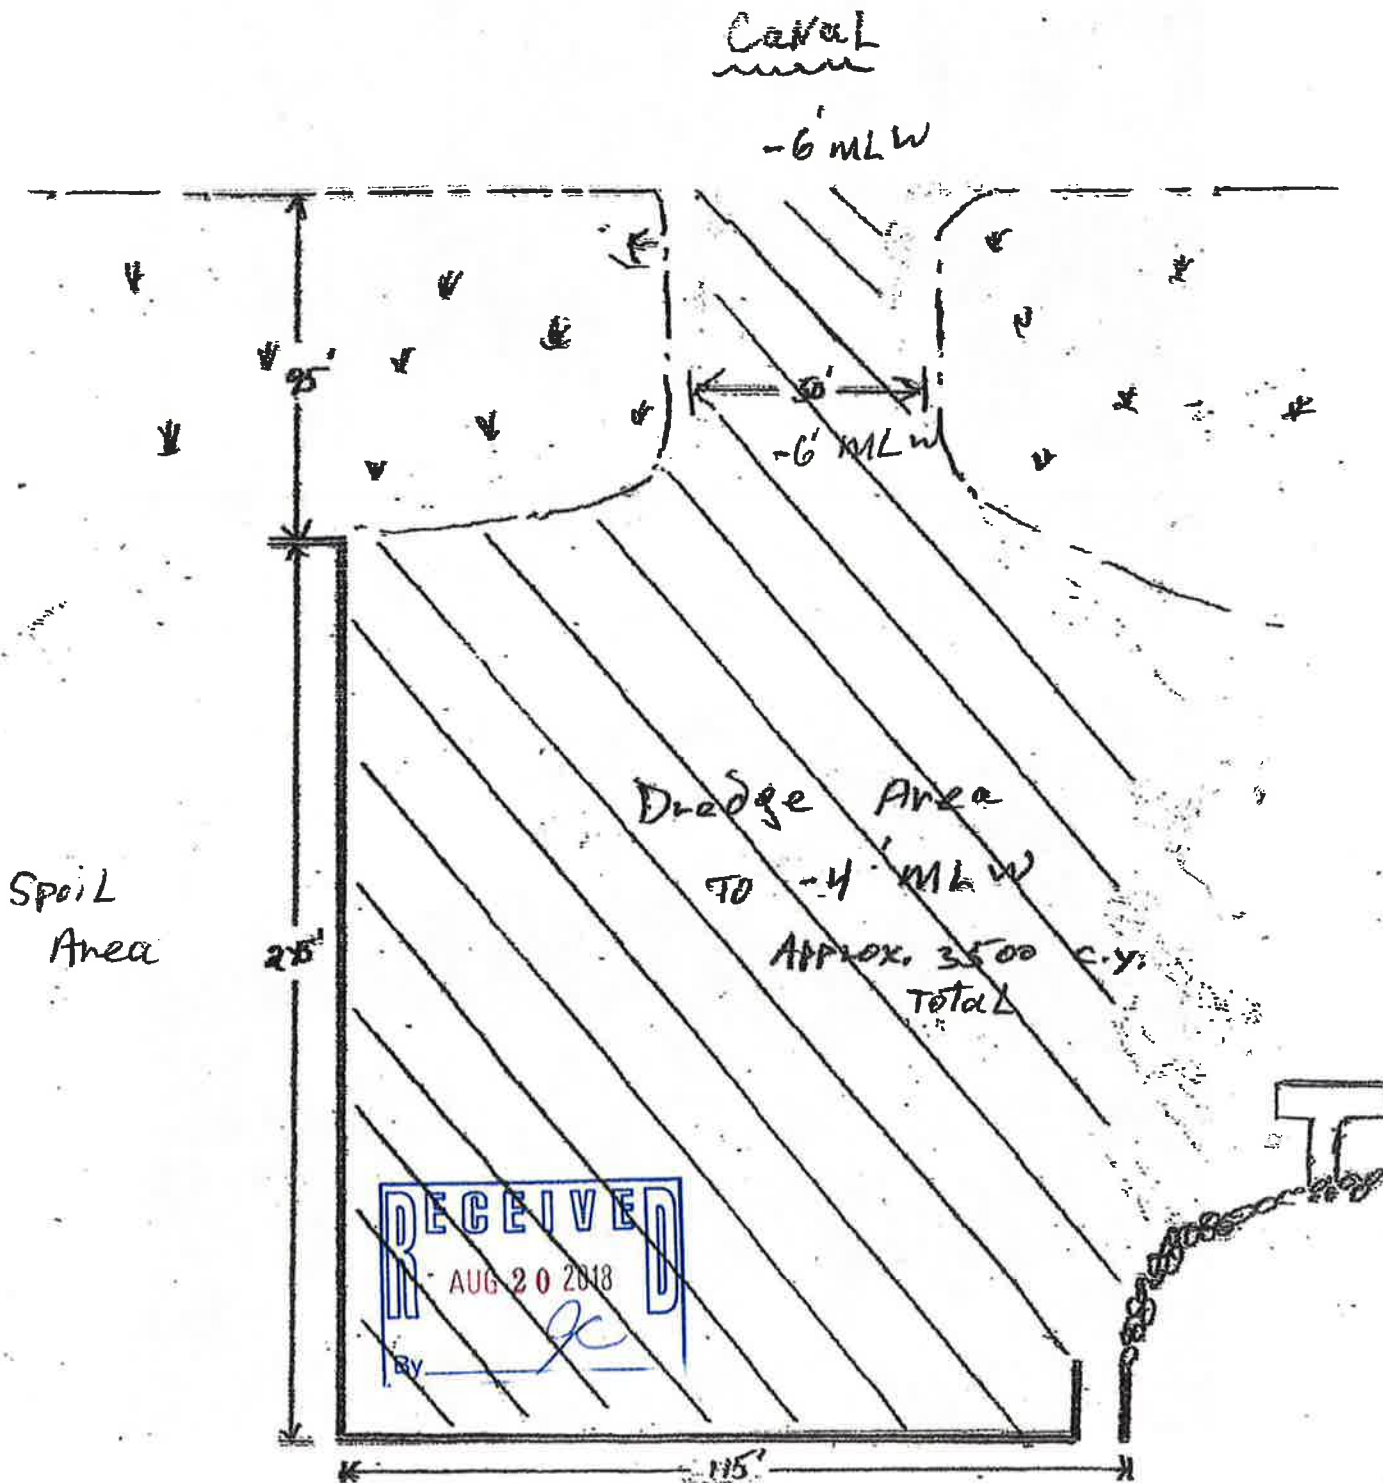 Canal
-6' MLW
95'
50'
-6' MLW
Dredge Area
To -4' MLW
Approx. 3500 c.y.
Total
Spoil
Area
RECEIVED
AUG 20 2018
By JC
115'